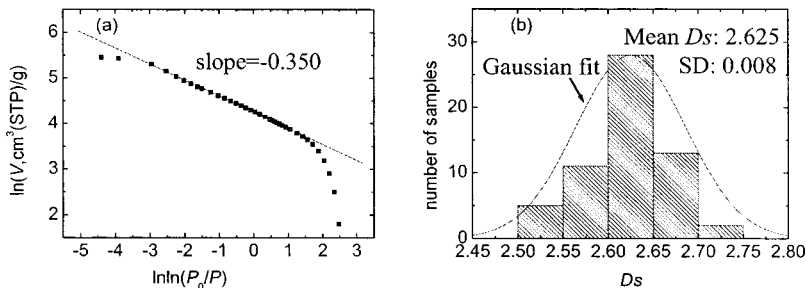 (a)
slope=-0.350
ln(V,cm³(STP)/g)
6
5
4
3
2
-5 -4 -3 -2 -1 0 1 2 3
lnln(P₀/P)
(b)
Mean Ds: 2.625
SD: 0.008
Gaussian fit
number of samples
30
20
10
0
2.45 2.50 2.55 2.60 2.65 2.70 2.75 2.80
Ds